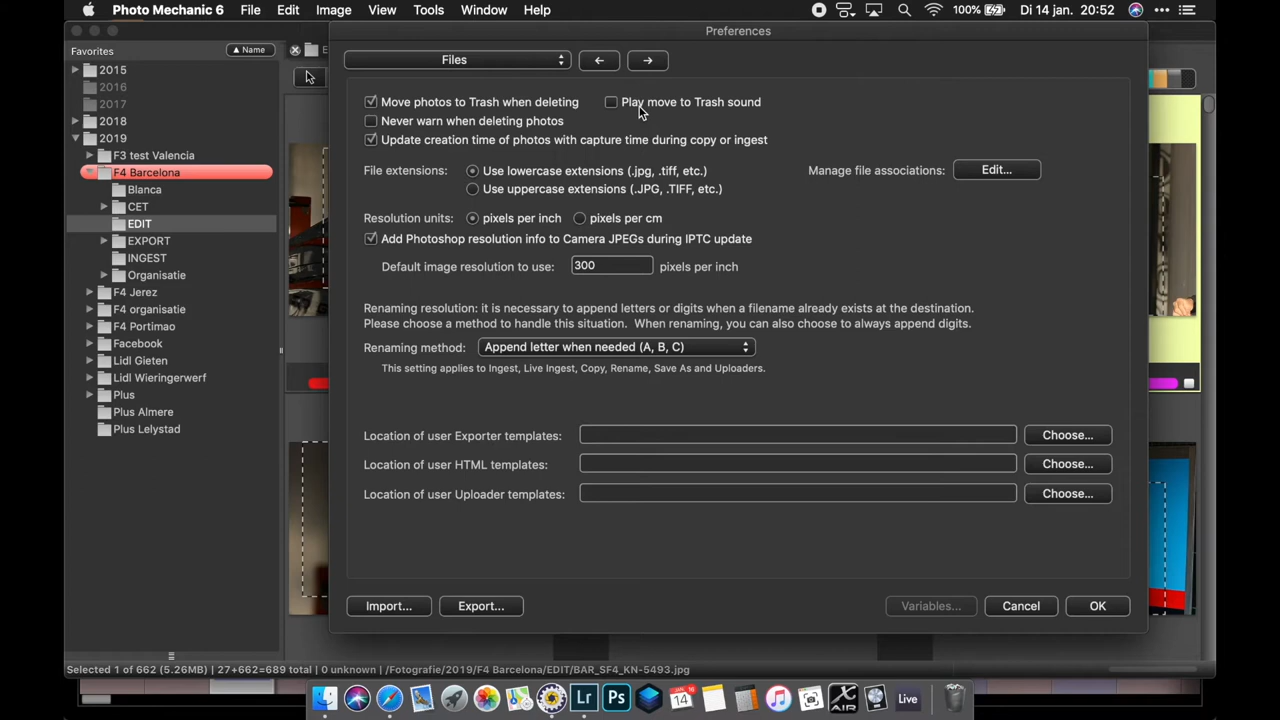 Photo Mechanic 6 File Edit Image View Tools Window Help 100% Di 14 jan. 20:52
Preferences
Favorites
Name
Files
2015
2016
2017
2018
2019
F3 test Valencia
F4 Barcelona
Blanca
CET
EDIT
EXPORT
INGEST
Organisatie
F4 Jerez
F4 organisatie
F4 Portimao
Facebook
Lidl Gieten
Lidl Wieringerwerf
Plus
Plus Almere
Plus Lelystad
Move photos to Trash when deleting Play move to Trash sound
Never warn when deleting photos
Update creation time of photos with capture time during copy or ingest
File extensions: Use lowercase extensions (.jpg, .tiff, etc.) Manage file associations: Edit...
Use uppercase extensions (.JPG, .TIFF, etc.)
Resolution units: pixels per inch pixels per cm
Add Photoshop resolution info to Camera JPEGs during IPTC update
Default image resolution to use: 300 pixels per inch
Renaming resolution: it is necessary to append letters or digits when a filename already exists at the destination.
Please choose a method to handle this situation. When renaming, you can also choose to always append digits.
Renaming method: Append letter when needed (A, B, C)
This setting applies to Ingest, Live Ingest, Copy, Rename, Save As and Uploaders.
Location of user Exporter templates: Choose...
Location of user HTML templates: Choose...
Location of user Uploader templates: Choose...
Import... Export... Variables... Cancel OK
Selected 1 of 662 (5.26MB) | 27+662=689 total | 0 unknown | /Fotografie/2019/F4 Barcelona/EDIT/BAR_SF4_KN-5493.jpg
Lr Ps 14 X AIR Live